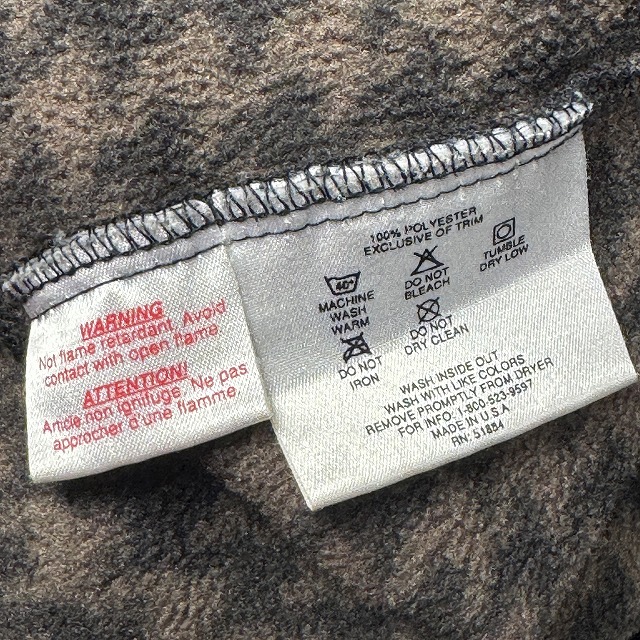 WARNING
Not flame retardant. Avoid
contact with open flame
ATTENTION!
Article non ignifuge. Ne pas
approcher d'une flamme.
100% POLYESTER
EXCLUSIVE OF TRIM
40°
MACHINE
WASH
WARM
DO NOT
BLEACH
TUMBLE
DRY LOW
DO NOT
IRON
DO NOT
DRY CLEAN
WASH INSIDE OUT
WASH WITH LIKE COLORS
REMOVE PROMPTLY FROM DRYER
FOR INFO: 1-800-523-9597
MADE IN U.S.A
RN: 51884